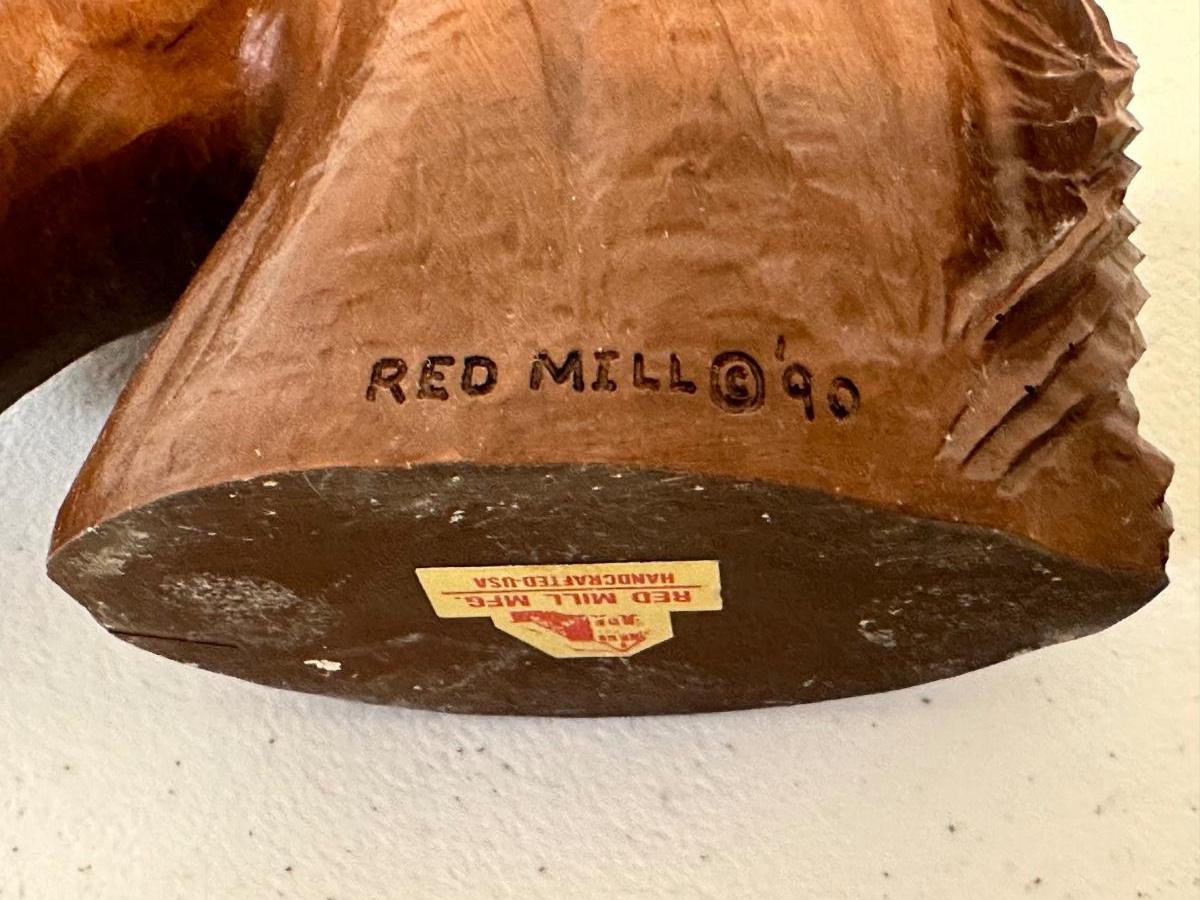 RED MILL © '90
RED MILL MFG.
HANDCRAFTED-USA